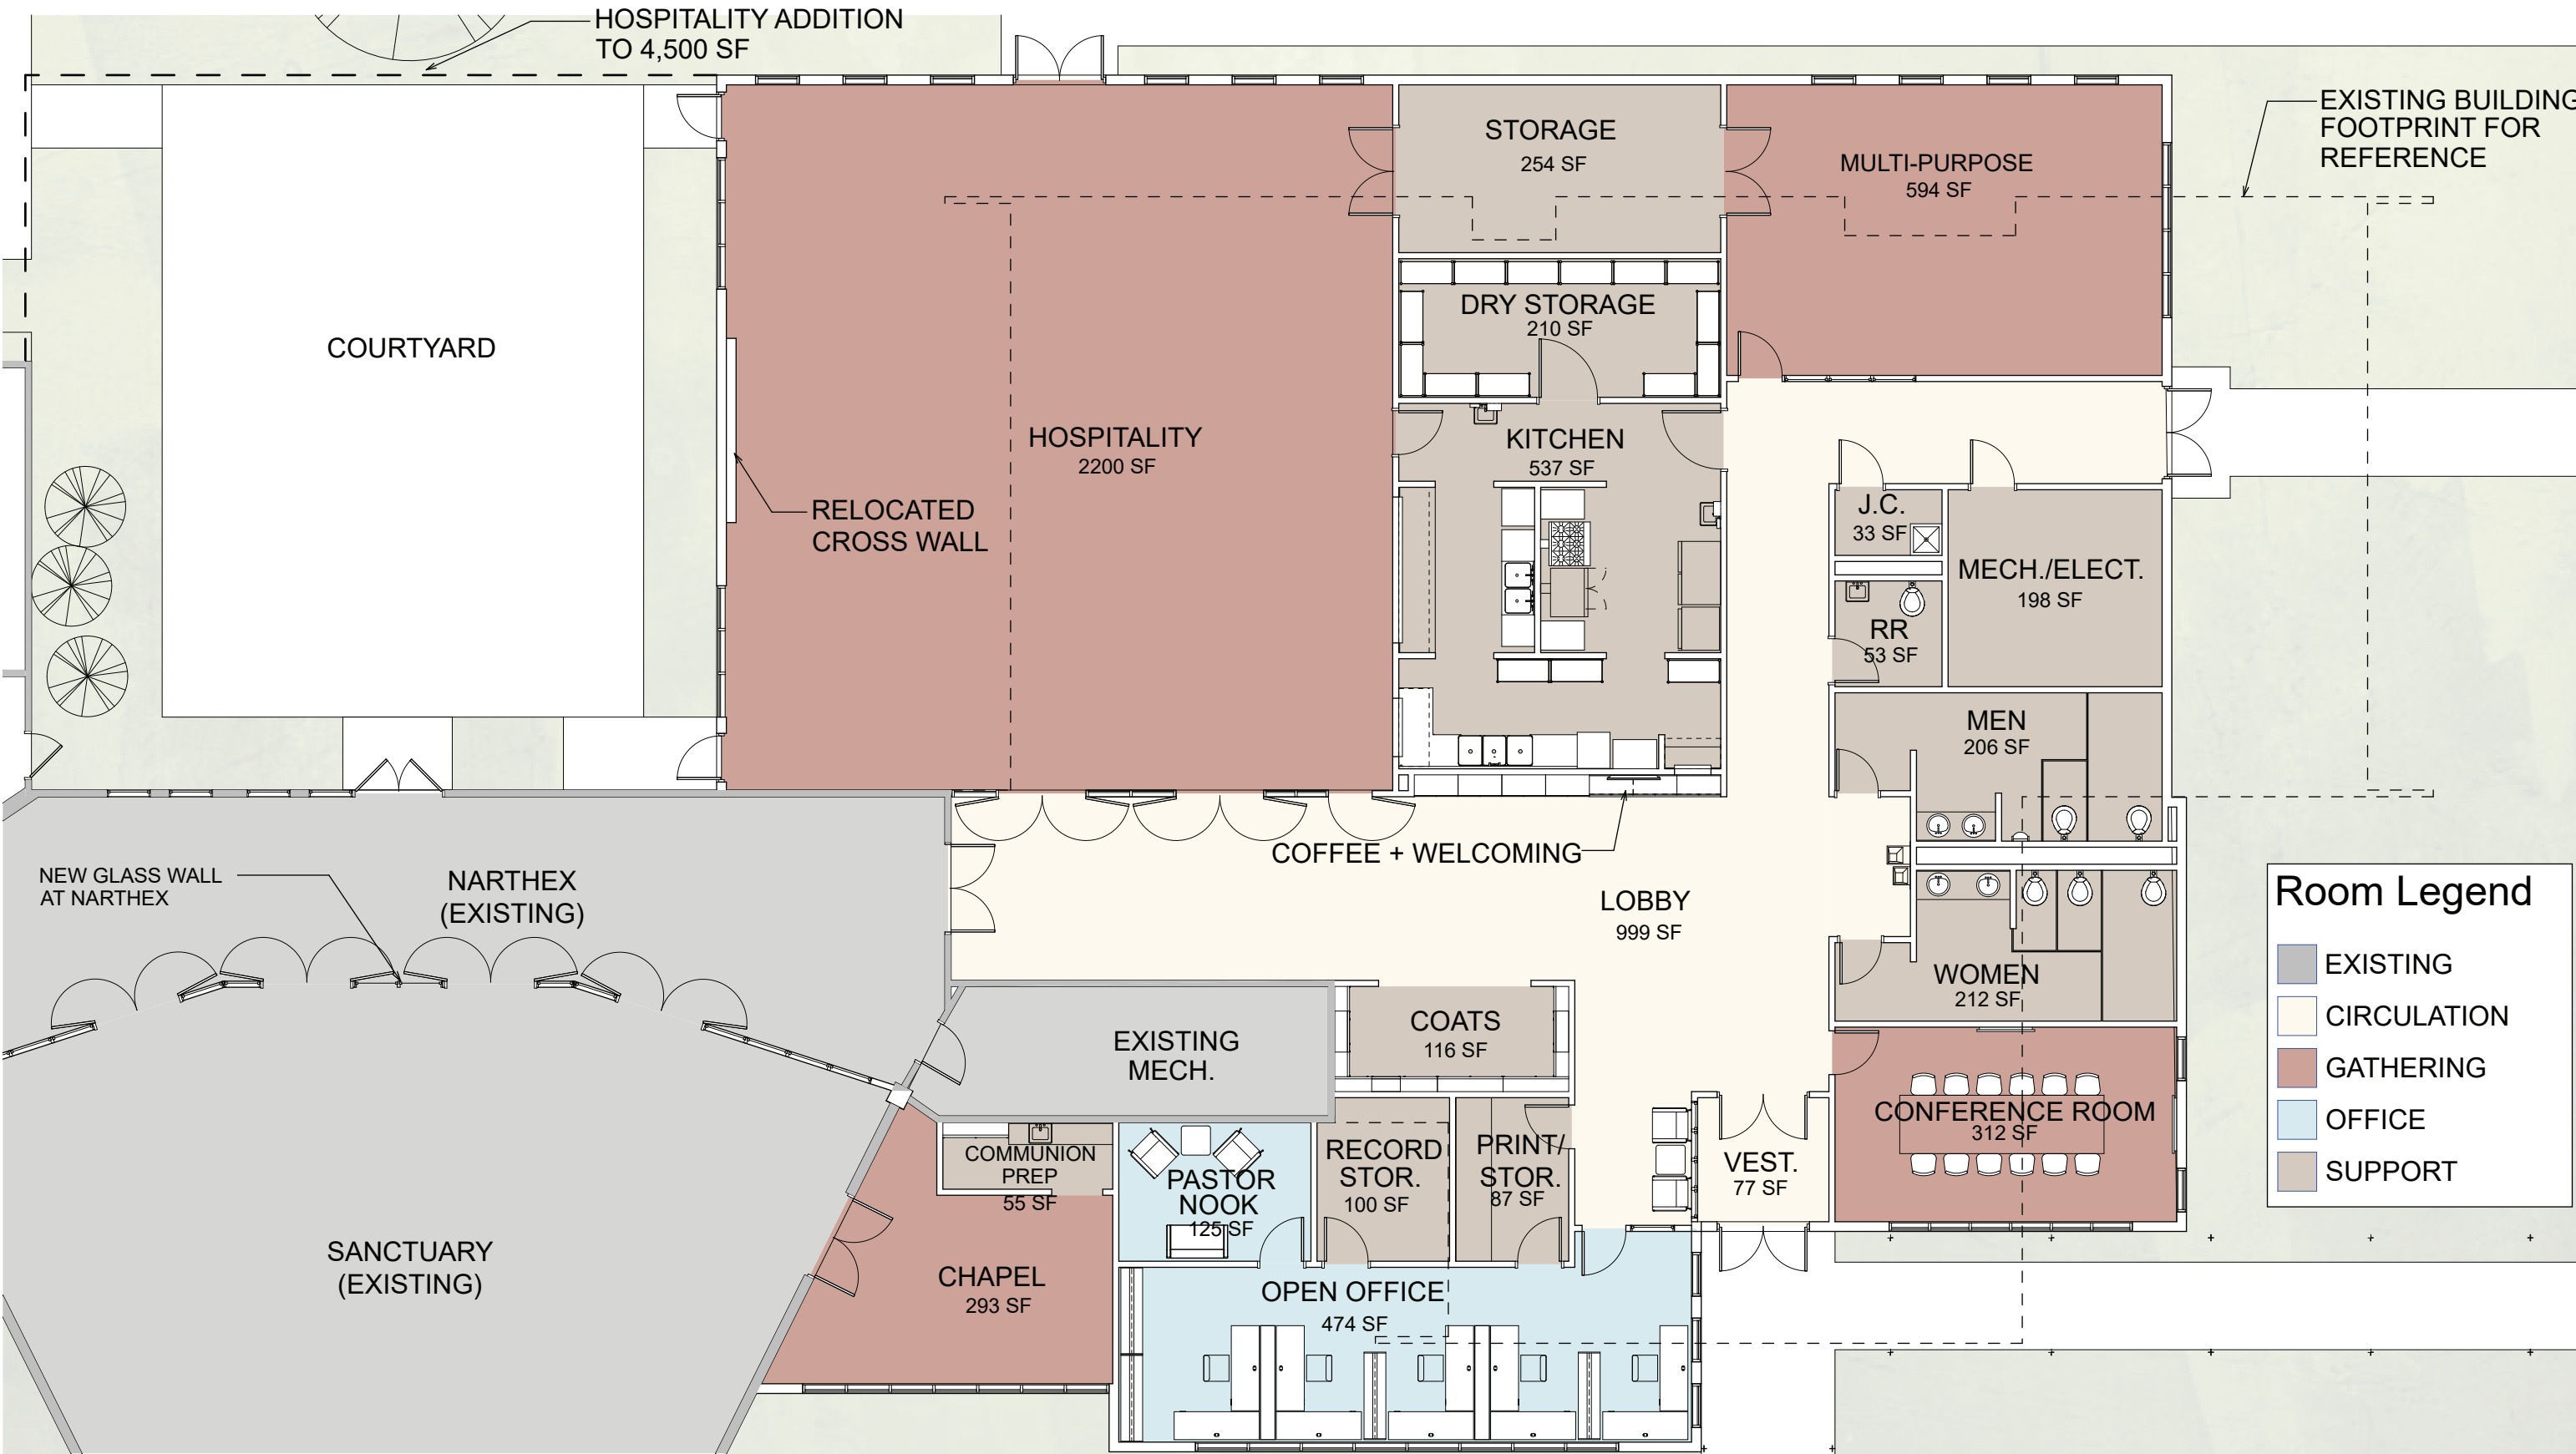 HOSPITALITY ADDITION
TO 4,500 SF
EXISTING BUILDING
FOOTPRINT FOR
REFERENCE
STORAGE
254 SF
MULTI-PURPOSE
594 SF
DRY STORAGE
210 SF
COURTYARD
HOSPITALITY
2200 SF
KITCHEN
537 SF
RELOCATED
CROSS WALL
J.C.
33 SF
MECH./ELECT.
198 SF
RR
53 SF
MEN
206 SF
COFFEE + WELCOMING
NEW GLASS WALL
AT NARTHEX
NARTHEX
(EXISTING)
LOBBY
999 SF
WOMEN
212 SF
EXISTING
MECH.
COATS
116 SF
CONFERENCE ROOM
312 SF
COMMUNION
PREP
55 SF
PASTOR
NOOK
125 SF
RECORD
STOR.
100 SF
PRINT/
STOR.
87 SF
VEST.
77 SF
SANCTUARY
(EXISTING)
CHAPEL
293 SF
OPEN OFFICE
474 SF
Room Legend
EXISTING
CIRCULATION
GATHERING
OFFICE
SUPPORT